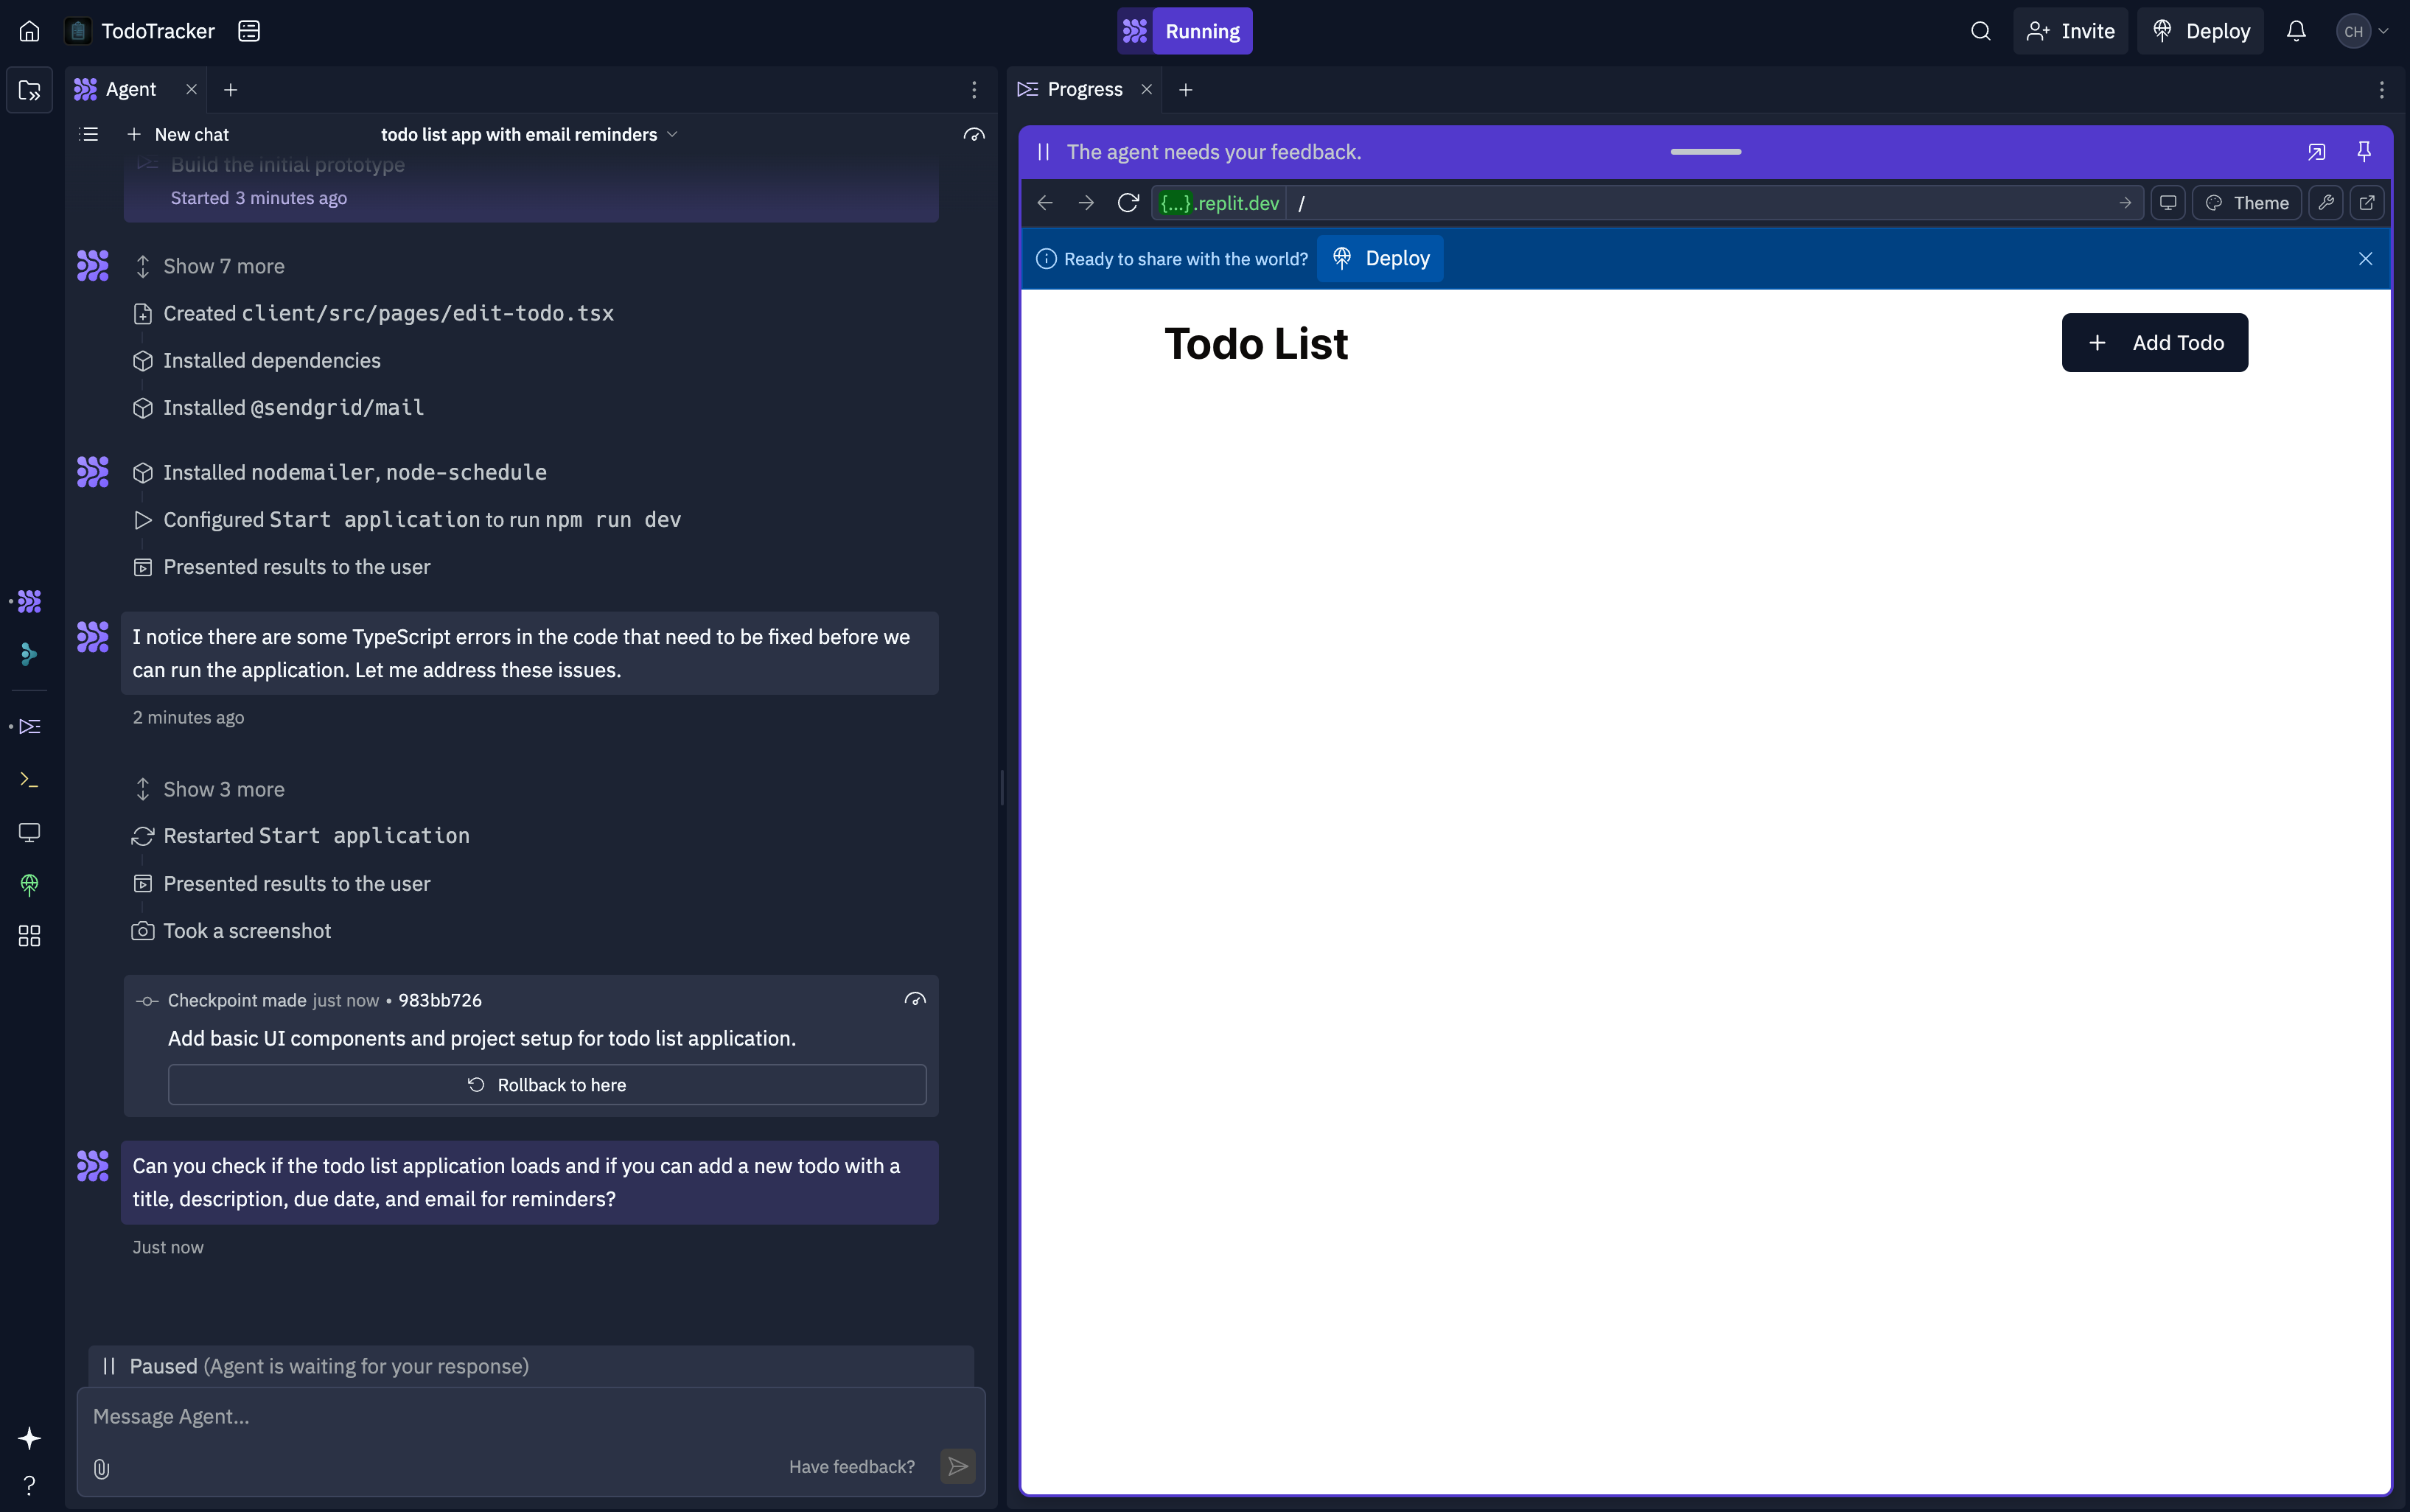 TodoTracker
Running
Invite
Deploy
CH
Agent
New chat
todo list app with email reminders
Build the initial prototype
Started 3 minutes ago
Show 7 more
Created client/src/pages/edit-todo.tsx
Installed dependencies
Installed @sendgrid/mail
Installed nodemailer, node-schedule
Configured Start application to run npm run dev
Presented results to the user
I notice there are some TypeScript errors in the code that need to be fixed before we
can run the application. Let me address these issues.
2 minutes ago
Show 3 more
Restarted Start application
Presented results to the user
Took a screenshot
Checkpoint made just now • 983bb726
Add basic UI components and project setup for todo list application.
Rollback to here
Can you check if the todo list application loads and if you can add a new todo with a
title, description, due date, and email for reminders?
Just now
Paused (Agent is waiting for your response)
Message Agent...
Have feedback?
Progress
The agent needs your feedback.
{...}.replit.dev /
Theme
Ready to share with the world?
Deploy
Todo List
+ Add Todo